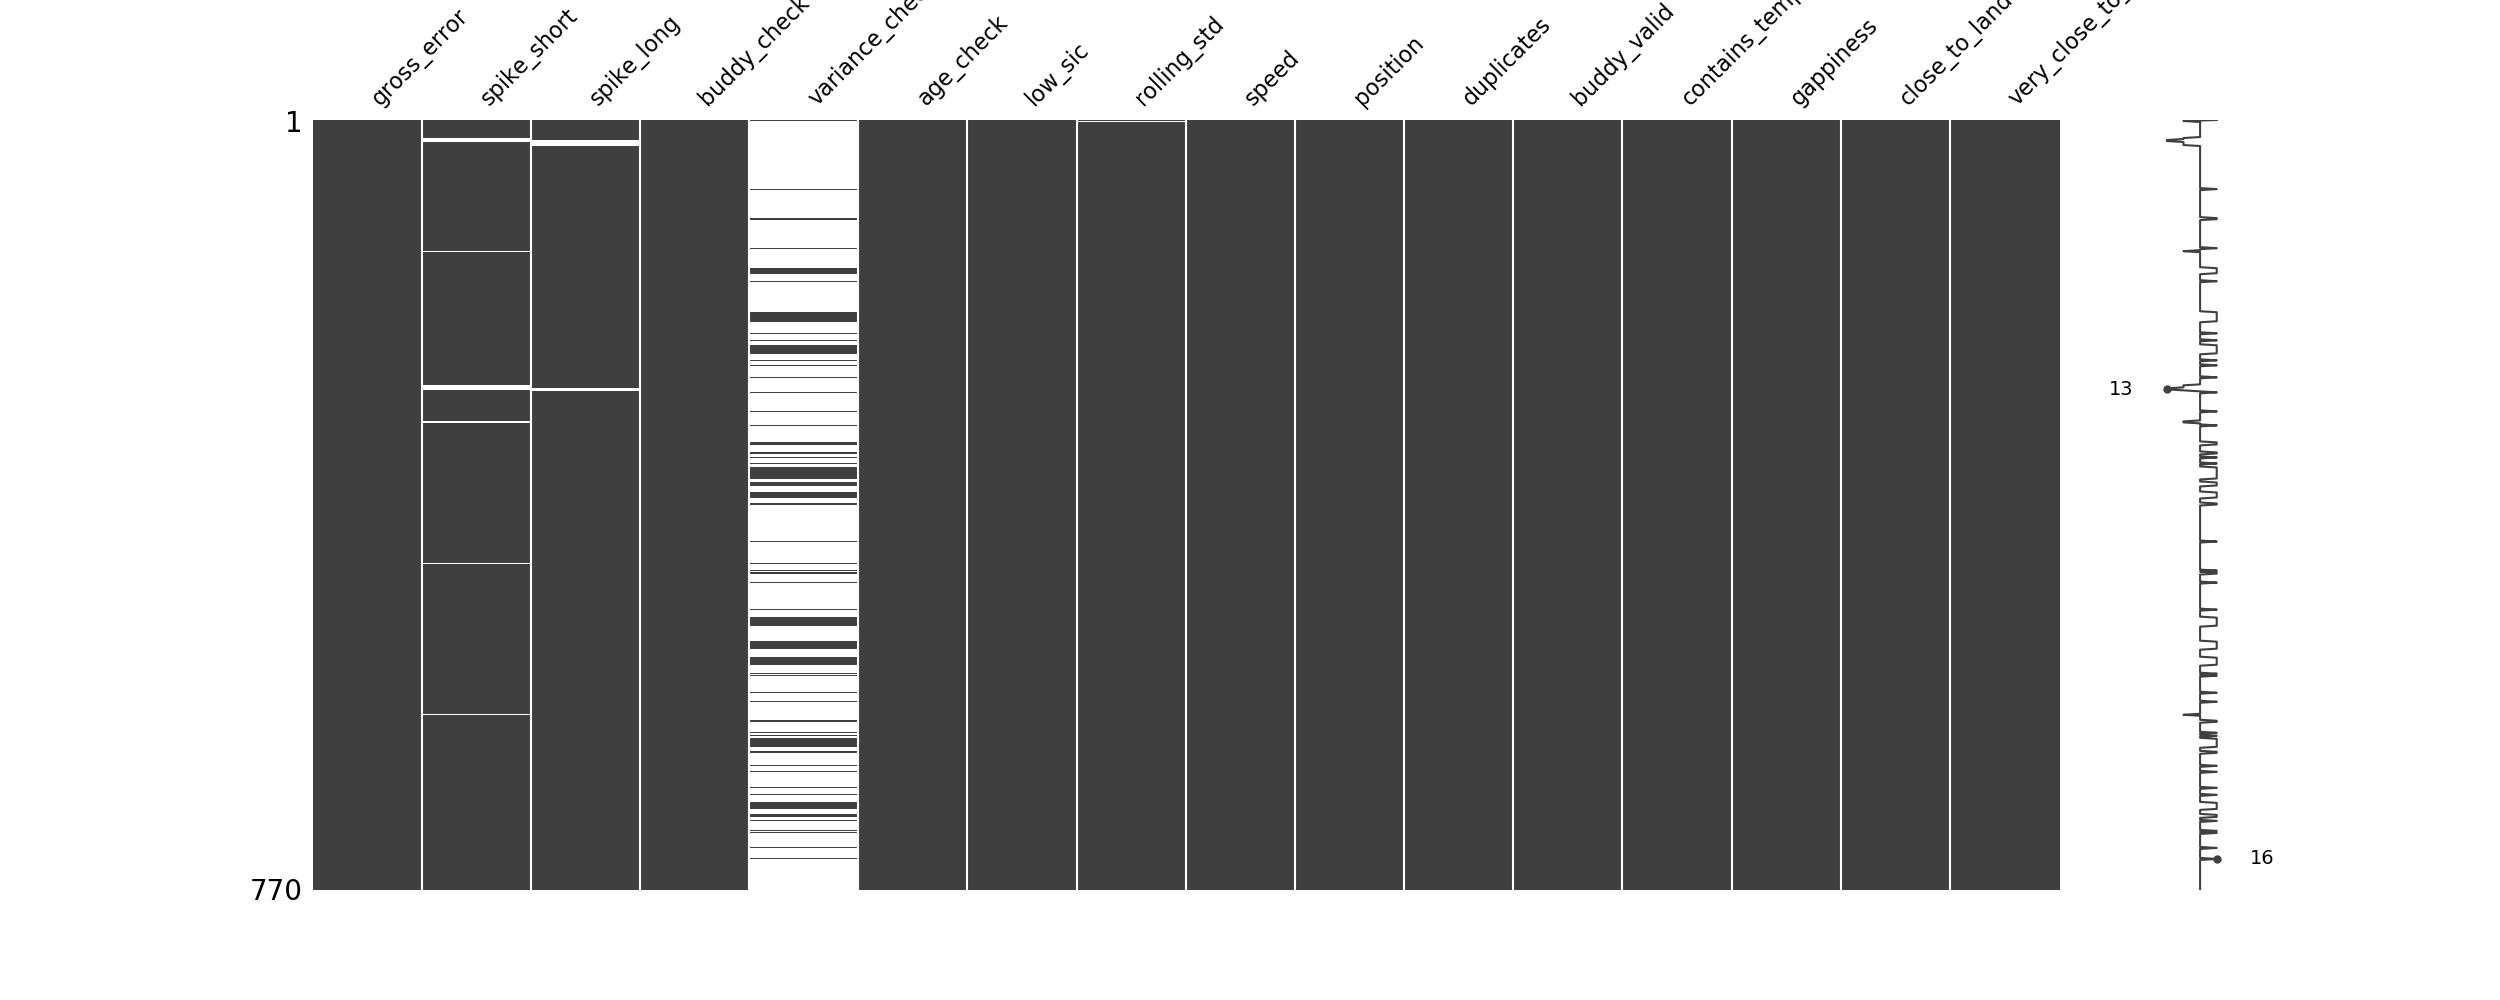 gross_error
spike_short
spike_long
buddy_check
age_check
low_sic
rolling_std
speed
position
duplicates
buddy_valid
gappiness
close_to_land
1
13
16
770